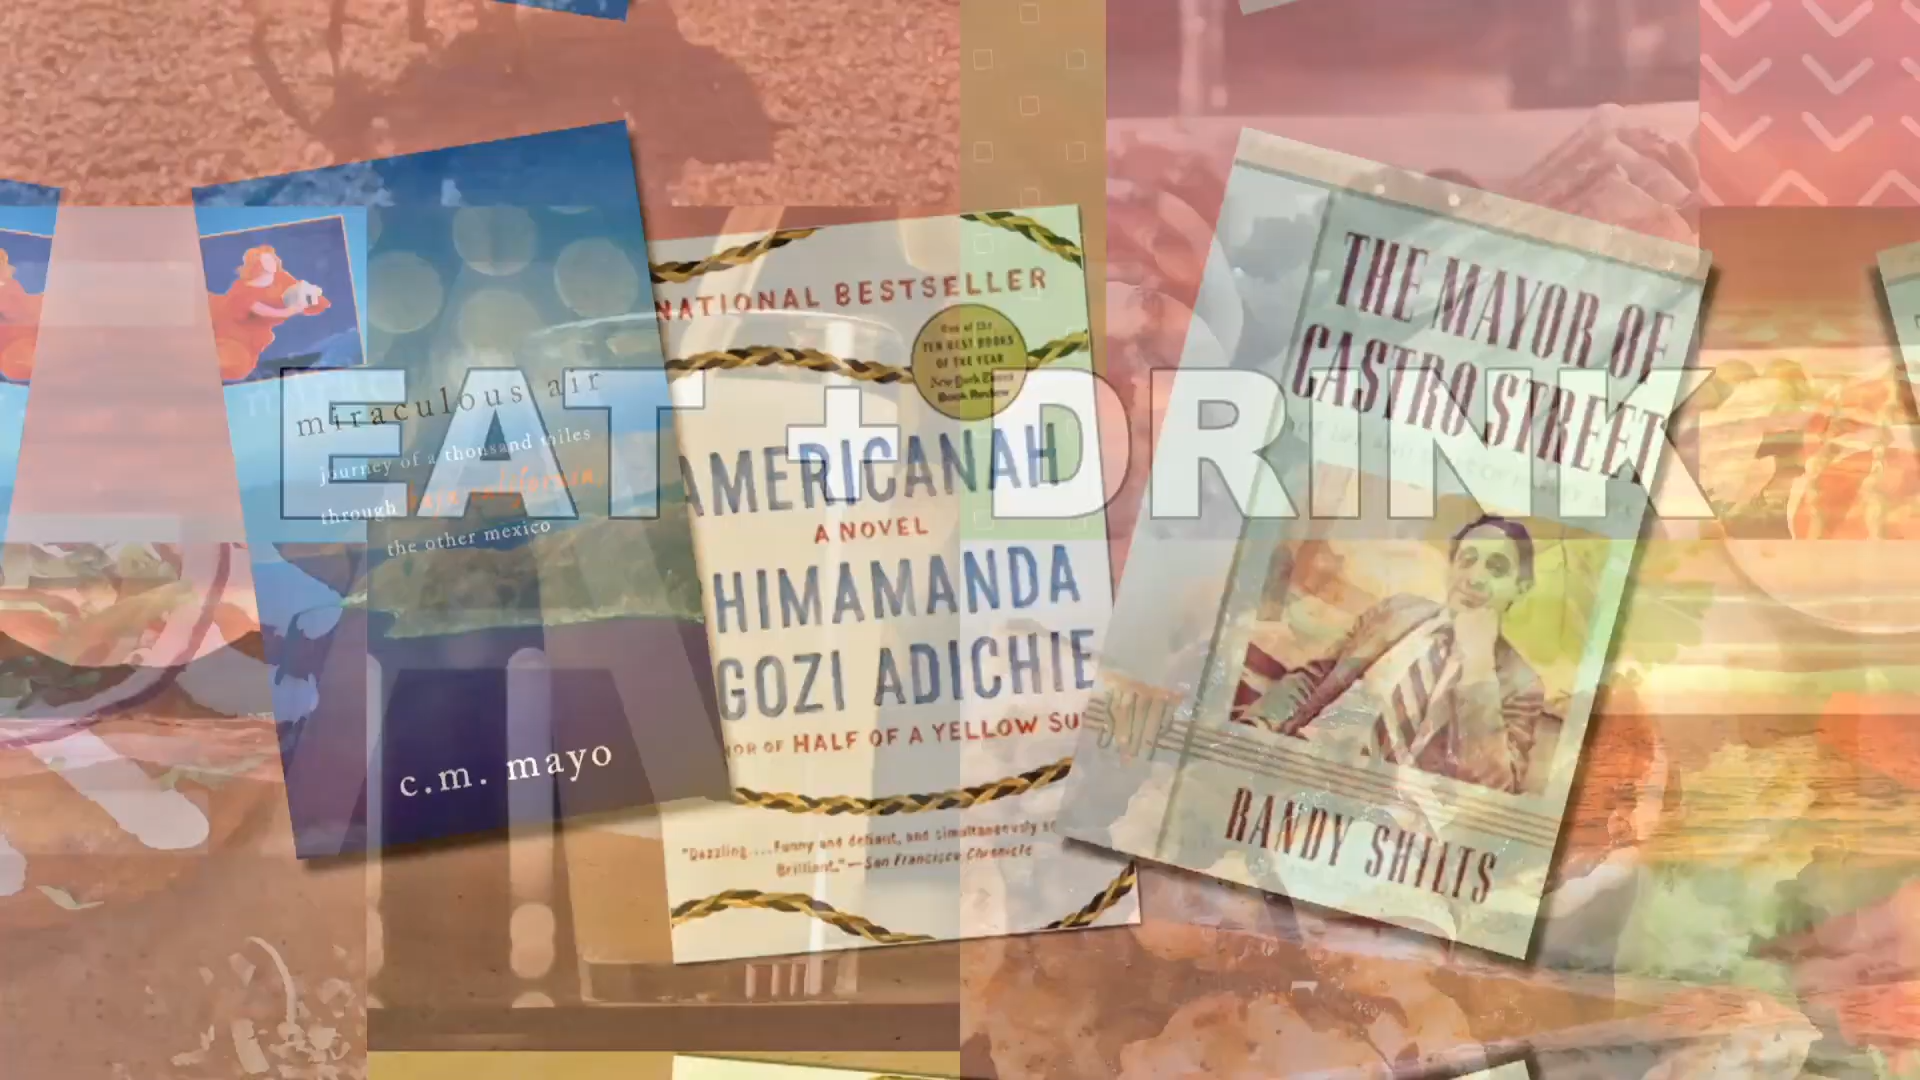 EAT + DRINK
miraculous air
journey of a thousand miles
through baja california,
the other mexico
c.m. mayo
NATIONAL BESTSELLER
One of the
TEN BEST BOOKS
OF THE YEAR
New York Times
Book Review
AMERICANAH
A NOVEL
HIMAMANDA
GOZI ADICHIE
OR OF HALF OF A YELLOW SU
"Dazzling....Funny and defiant, and simultaneously so
Brilliant."—San Francisco Chronicle
THE MAYOR OF
CASTRO STREET
RANDY SHILTS